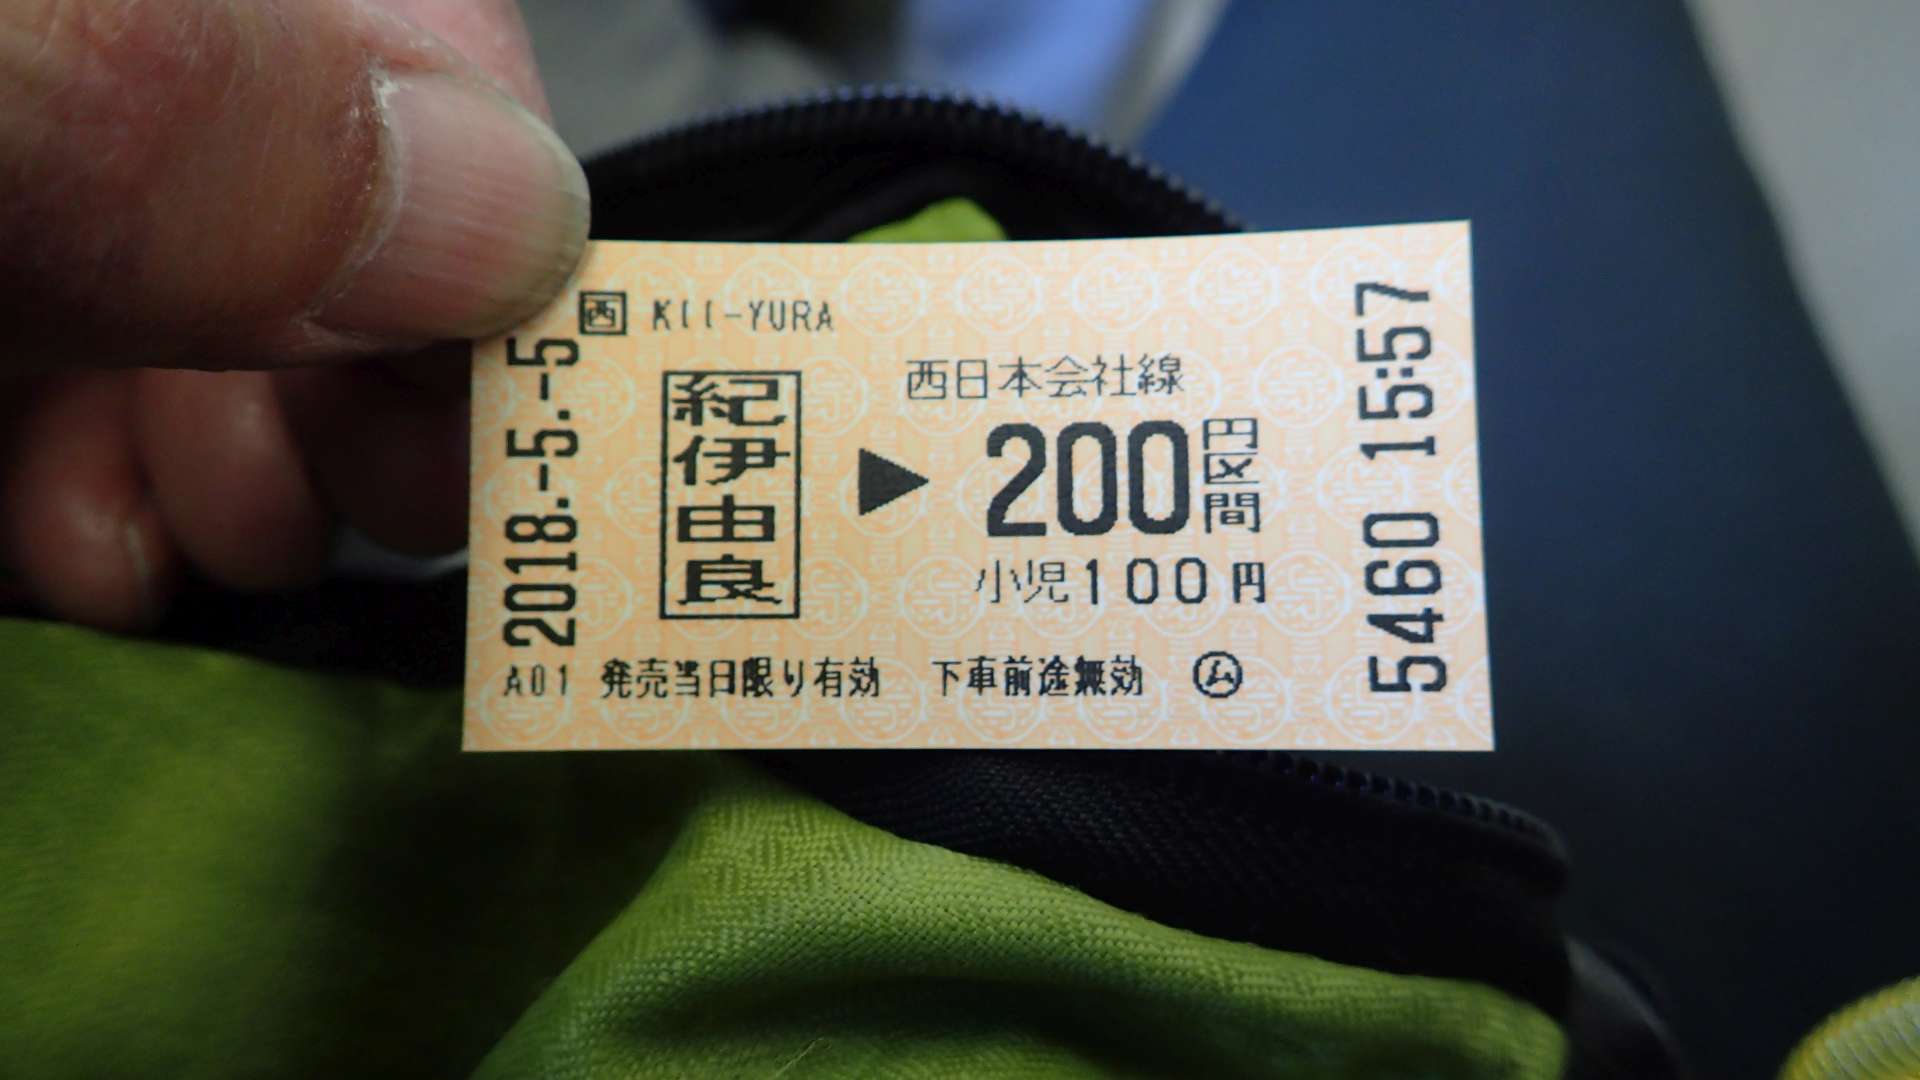 西 KII-YURA
2018.-5.-5
紀伊由良
▶
西日本会社線
200円区間
小児100円
5460 15:57
A01 発売当日限り有効 下車前途無効 ム